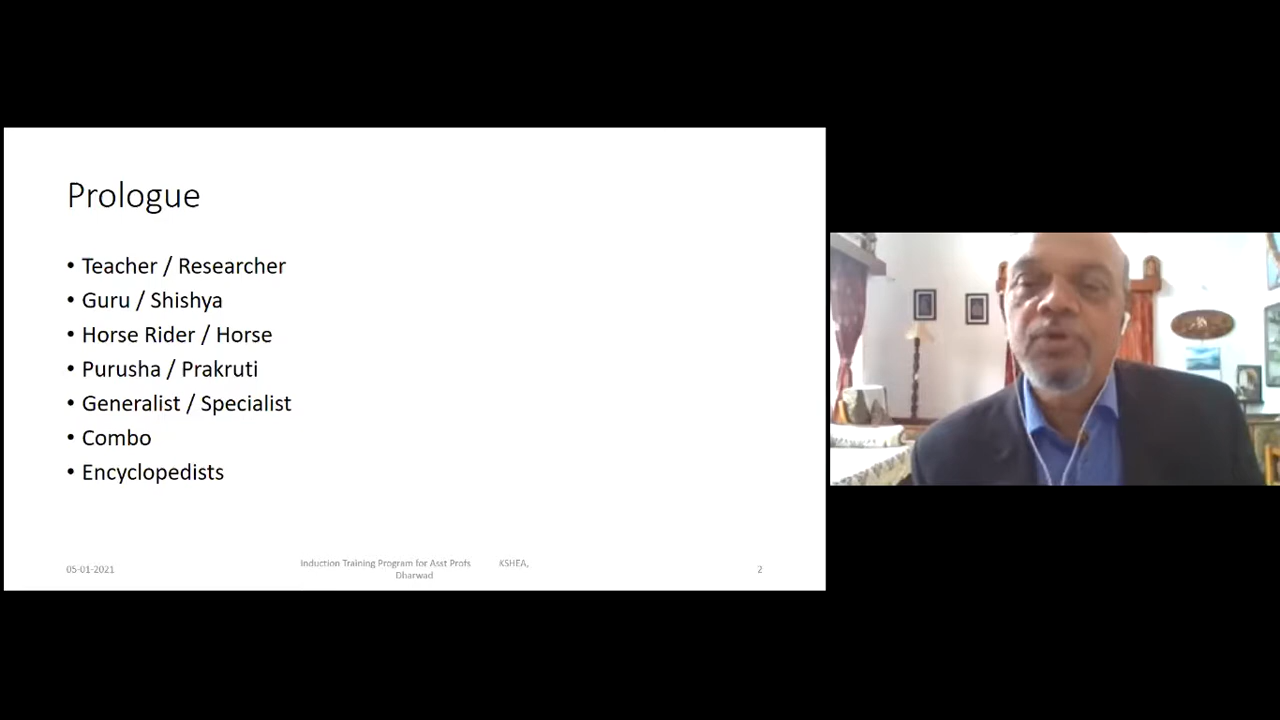 Prologue
• Teacher / Researcher
• Guru / Shishya
• Horse Rider / Horse
• Purusha / Prakruti
• Generalist / Specialist
• Combo
• Encyclopedists
05-01-2021
Induction Training Program for Asst Profs KSHEA,
Dharwad
2